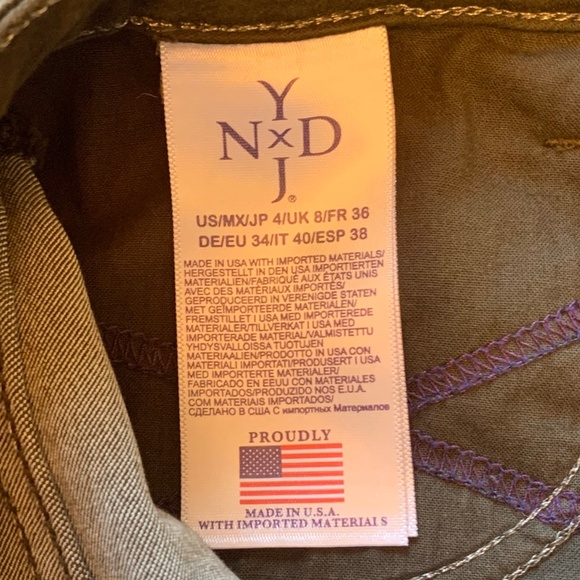 Y
N × D
J®
US/MX/JP 4/UK 8/FR 36
DE/EU 34/IT 40/ESP 38
MADE IN USA WITH IMPORTED MATERIALS/
HERGESTELLT IN DEN USA IMPORTIERTEN
MATERIALIEN/FABRIQUÉ AUX ÉTATS UNIS
AVEC DES MATÉRIAUX IMPORTÉS/
GEPRODUCEERD IN VERENIGDE STATEN
MET GEÏMPORTEERDE MATERIALEN/
FREMSTILLET I USA MED IMPORTEREDE
MATERIALER/TILLVERKAT I USA MED
IMPORTERADE MATERIAL/VALMISTETTU
YHDYSVALLOISSA TUOTUJEN
MATERIAALIEN/PRODOTTO IN USA CON
MATERIALI IMPORTATI/PRODUSERT I USA
MED IMPORTERTE MATERIALER/
FABRICADO EN EEUU CON MATERIALES
IMPORTADOS/PRODUZIDO NOS E.U.A.
COM MATERIAIS IMPORTADOS/
СДЕЛАНО В США С импортных Материалов
PROUDLY
MADE IN U.S.A.
WITH IMPORTED MATERIALS